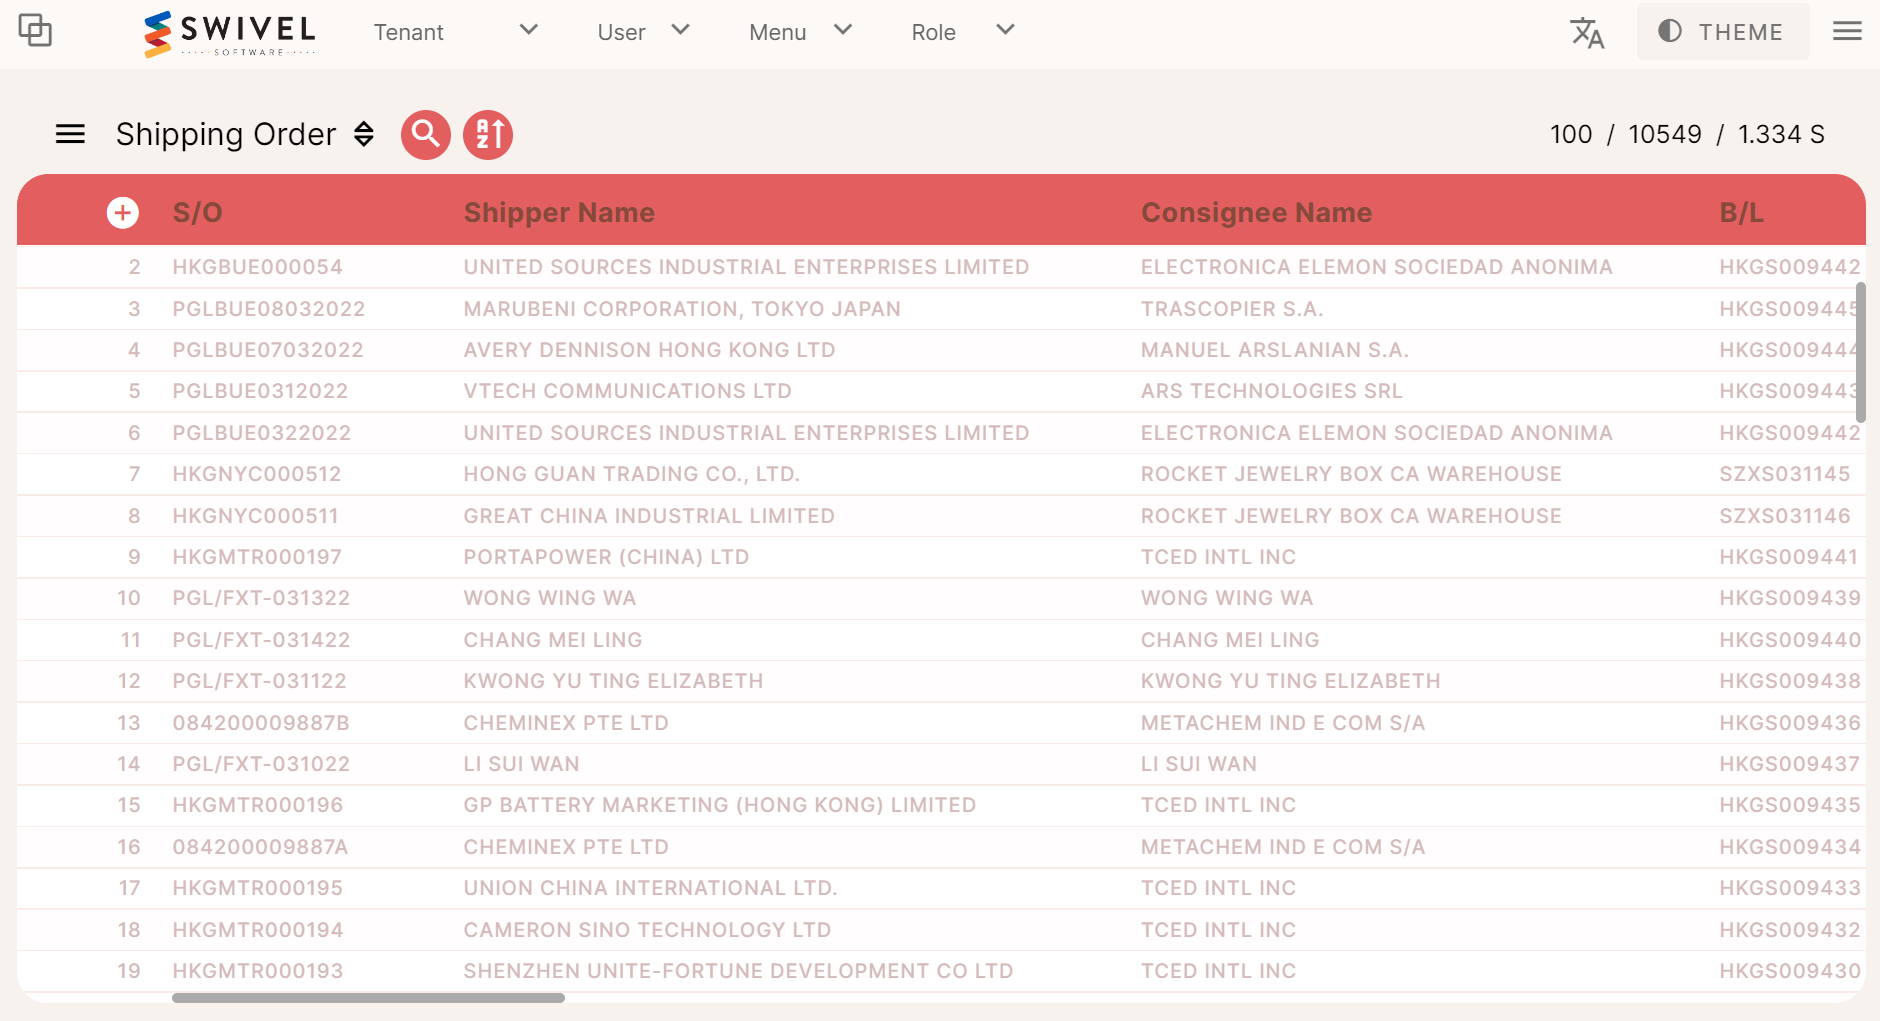 SWIVEL
SOFTWARE
Tenant User Menu Role THEME
Shipping Order 100 / 10549 / 1.334 S
S/O Shipper Name Consignee Name B/L
2 HKGBUE000054 UNITED SOURCES INDUSTRIAL ENTERPRISES LIMITED ELECTRONICA ELEMON SOCIEDAD ANONIMA HKGS009442
3 PGLBUE08032022 MARUBENI CORPORATION, TOKYO JAPAN TRASCOPIER S.A. HKGS009445
4 PGLBUE07032022 AVERY DENNISON HONG KONG LTD MANUEL ARSLANIAN S.A. HKGS009444
5 PGLBUE0312022 VTECH COMMUNICATIONS LTD ARS TECHNOLOGIES SRL HKGS009443
6 PGLBUE0322022 UNITED SOURCES INDUSTRIAL ENTERPRISES LIMITED ELECTRONICA ELEMON SOCIEDAD ANONIMA HKGS009442
7 HKGNYC000512 HONG GUAN TRADING CO., LTD. ROCKET JEWELRY BOX CA WAREHOUSE SZXS031145
8 HKGNYC000511 GREAT CHINA INDUSTRIAL LIMITED ROCKET JEWELRY BOX CA WAREHOUSE SZXS031146
9 HKGMTR000197 PORTAPOWER (CHINA) LTD TCED INTL INC HKGS009441
10 PGL/FXT-031322 WONG WING WA WONG WING WA HKGS009439
11 PGL/FXT-031422 CHANG MEI LING CHANG MEI LING HKGS009440
12 PGL/FXT-031122 KWONG YU TING ELIZABETH KWONG YU TING ELIZABETH HKGS009438
13 084200009887B CHEMINEX PTE LTD METACHEM IND E COM S/A HKGS009436
14 PGL/FXT-031022 LI SUI WAN LI SUI WAN HKGS009437
15 HKGMTR000196 GP BATTERY MARKETING (HONG KONG) LIMITED TCED INTL INC HKGS009435
16 084200009887A CHEMINEX PTE LTD METACHEM IND E COM S/A HKGS009434
17 HKGMTR000195 UNION CHINA INTERNATIONAL LTD. TCED INTL INC HKGS009433
18 HKGMTR000194 CAMERON SINO TECHNOLOGY LTD TCED INTL INC HKGS009432
19 HKGMTR000193 SHENZHEN UNITE-FORTUNE DEVELOPMENT CO LTD TCED INTL INC HKGS009430